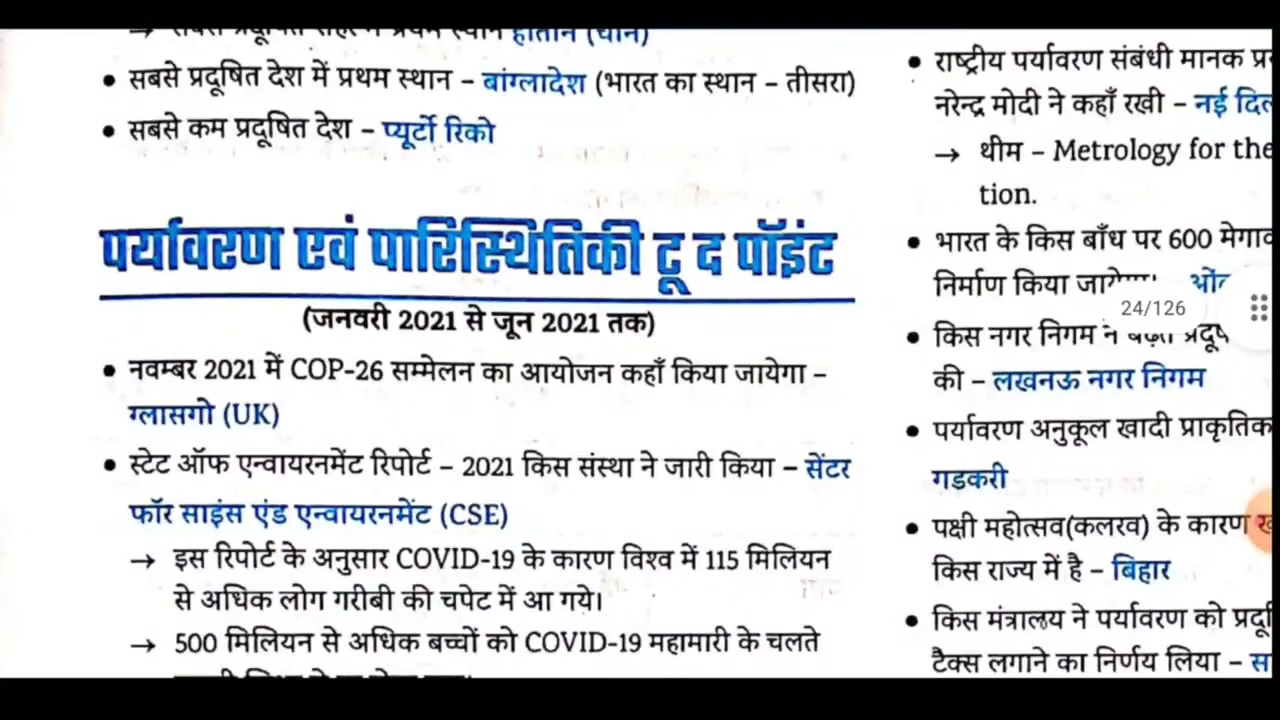 → सबसे प्रदूषित शहर में प्रथम स्थान होतान (चीन)
• सबसे प्रदूषित देश में प्रथम स्थान – बांग्लादेश (भारत का स्थान – तीसरा)
• सबसे कम प्रदूषित देश – प्यूर्टो रिको
पर्यावरण एवं पारिस्थितिकी टू द पॉइंट
(जनवरी 2021 से जून 2021 तक)
• नवम्बर 2021 में COP-26 सम्मेलन का आयोजन कहाँ किया जायेगा –
ग्लासगो (UK)
• स्टेट ऑफ एन्वायरनमेंट रिपोर्ट – 2021 किस संस्था ने जारी किया – सेंटर
फॉर साइंस एंड एन्वायरनमेंट (CSE)
→ इस रिपोर्ट के अनुसार COVID-19 के कारण विश्व में 115 मिलियन
से अधिक लोग गरीबी की चपेट में आ गये।
→ 500 मिलियन से अधिक बच्चों को COVID-19 महामारी के चलते
• राष्ट्रीय पर्यावरण संबंधी मानक
नरेन्द्र मोदी ने कहाँ रखी – नई
→ थीम – Metrology for the
tion.
• भारत के किस बाँध पर 600
निर्माण किया
24/126
• किस नगर निगम ने
की – लखनऊ नगर निगम
• पर्यावरण अनुकूल खादी प्राकृतिक
गडकरी
• पक्षी महोत्सव(कलरव) के कारण
किस राज्य में है – बिहार
• किस मंत्रालय ने पर्यावरण को
टैक्स लगाने का निर्णय लिया –